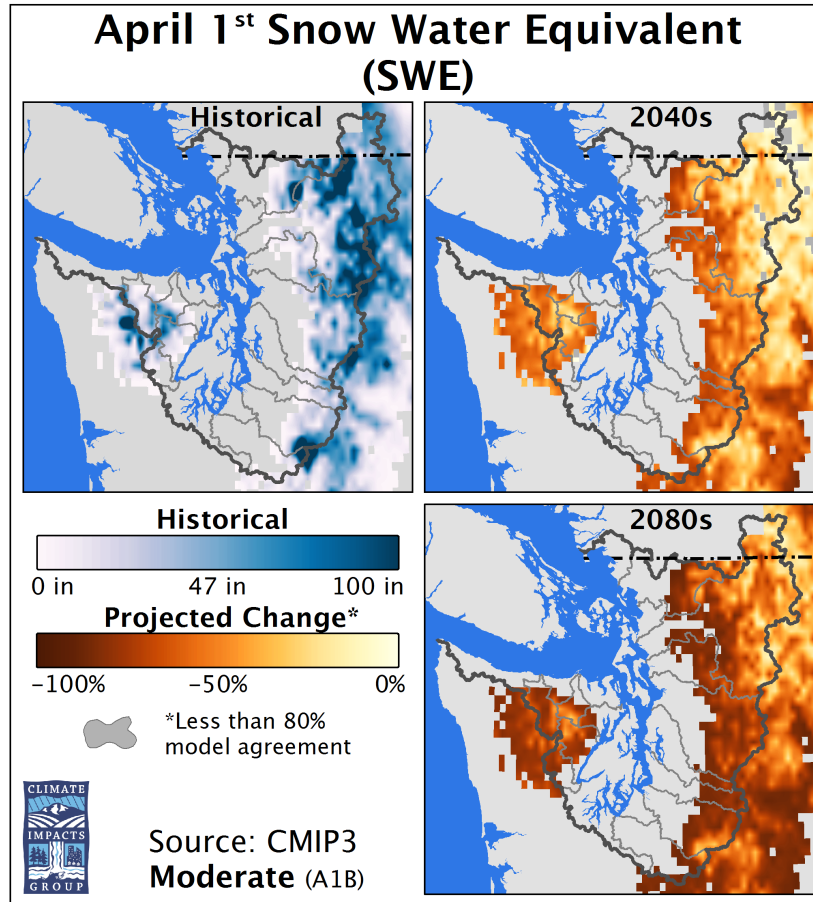 April 1st Snow Water Equivalent
(SWE)
Historical
2040s
Historical
0 in 47 in 100 in
Projected Change*
−100% −50% 0%
*Less than 80%
model agreement
2080s
CLIMATE
IMPACTS
GROUP
Source: CMIP3
Moderate (A1B)